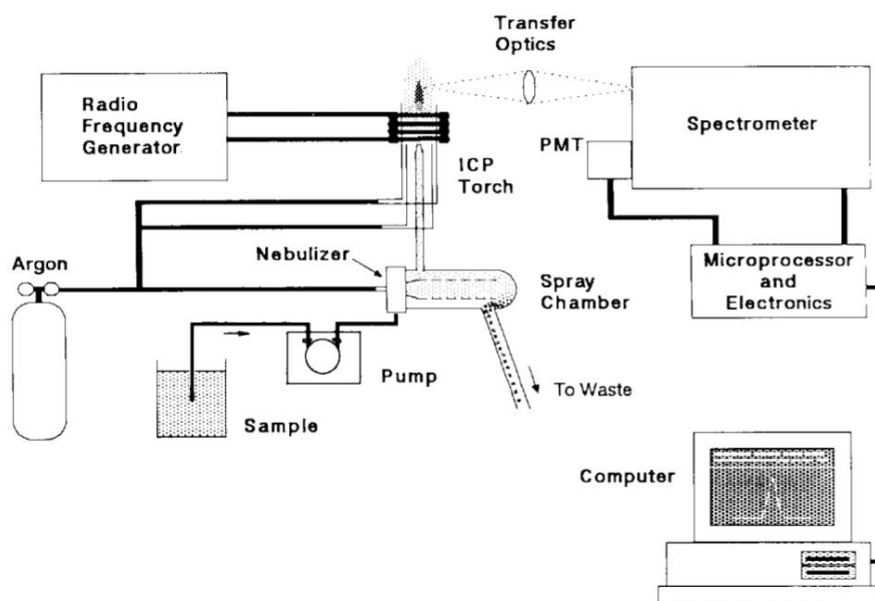 Transfer
Optics
Radio
Frequency
Generator
Spectrometer
PMT
ICP
Torch
Nebulizer
Argon
Spray
Chamber
Microprocessor
and
Electronics
Pump
To Waste
Sample
Computer